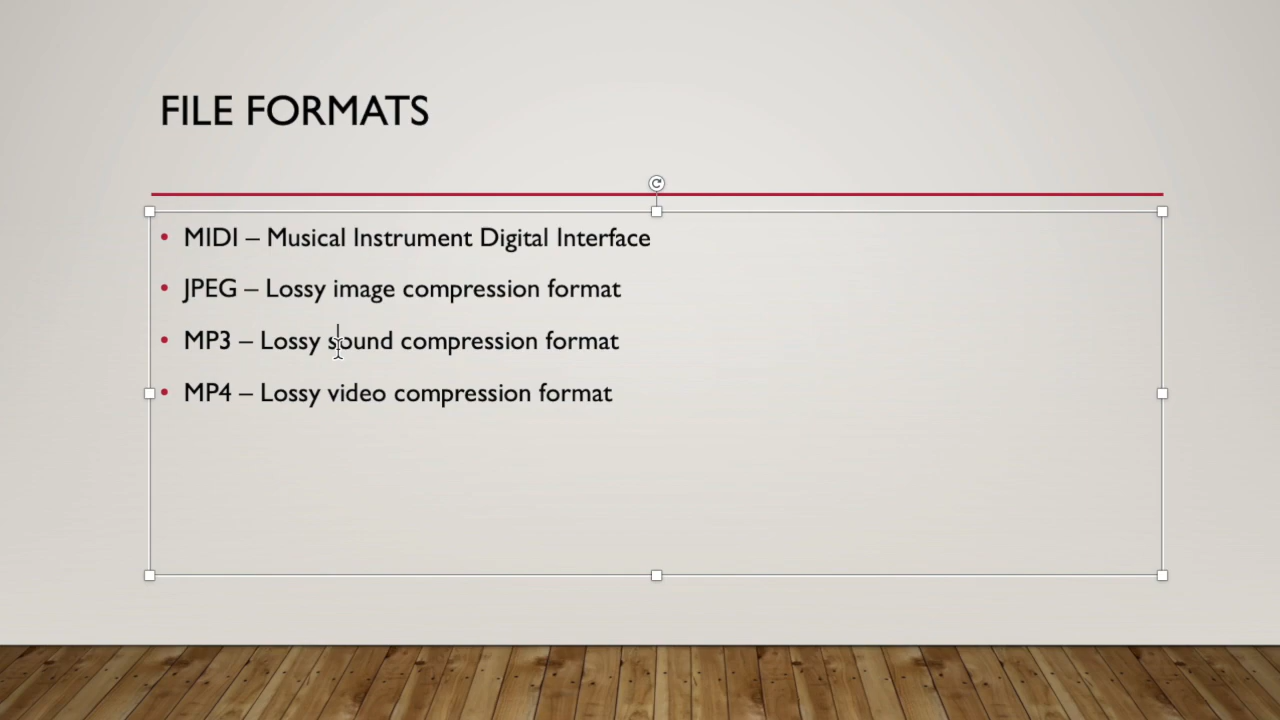 FILE FORMATS
• MIDI – Musical Instrument Digital Interface
• JPEG – Lossy image compression format
• MP3 – Lossy sound compression format
• MP4 – Lossy video compression format